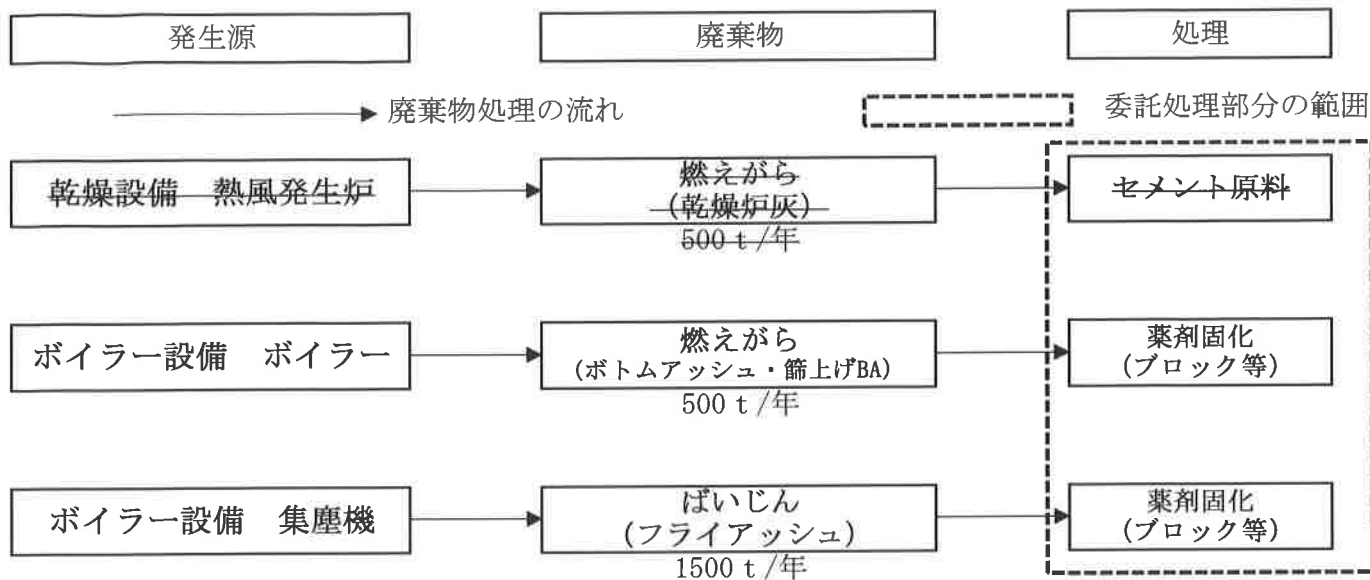 発生源 廃棄物 処理
廃棄物処理の流れ 委託処理部分の範囲
乾燥設備 熱風発生炉 燃えがら セメント原料
(乾燥炉灰)
500 t /年
ボイラー設備 ボイラー 燃えがら 薬剤固化
(ボトムアッシュ・篩上げBA) (ブロック等)
500 t /年
ボイラー設備 集塵機 ばいじん 薬剤固化
(フライアッシュ) (ブロック等)
1500 t /年